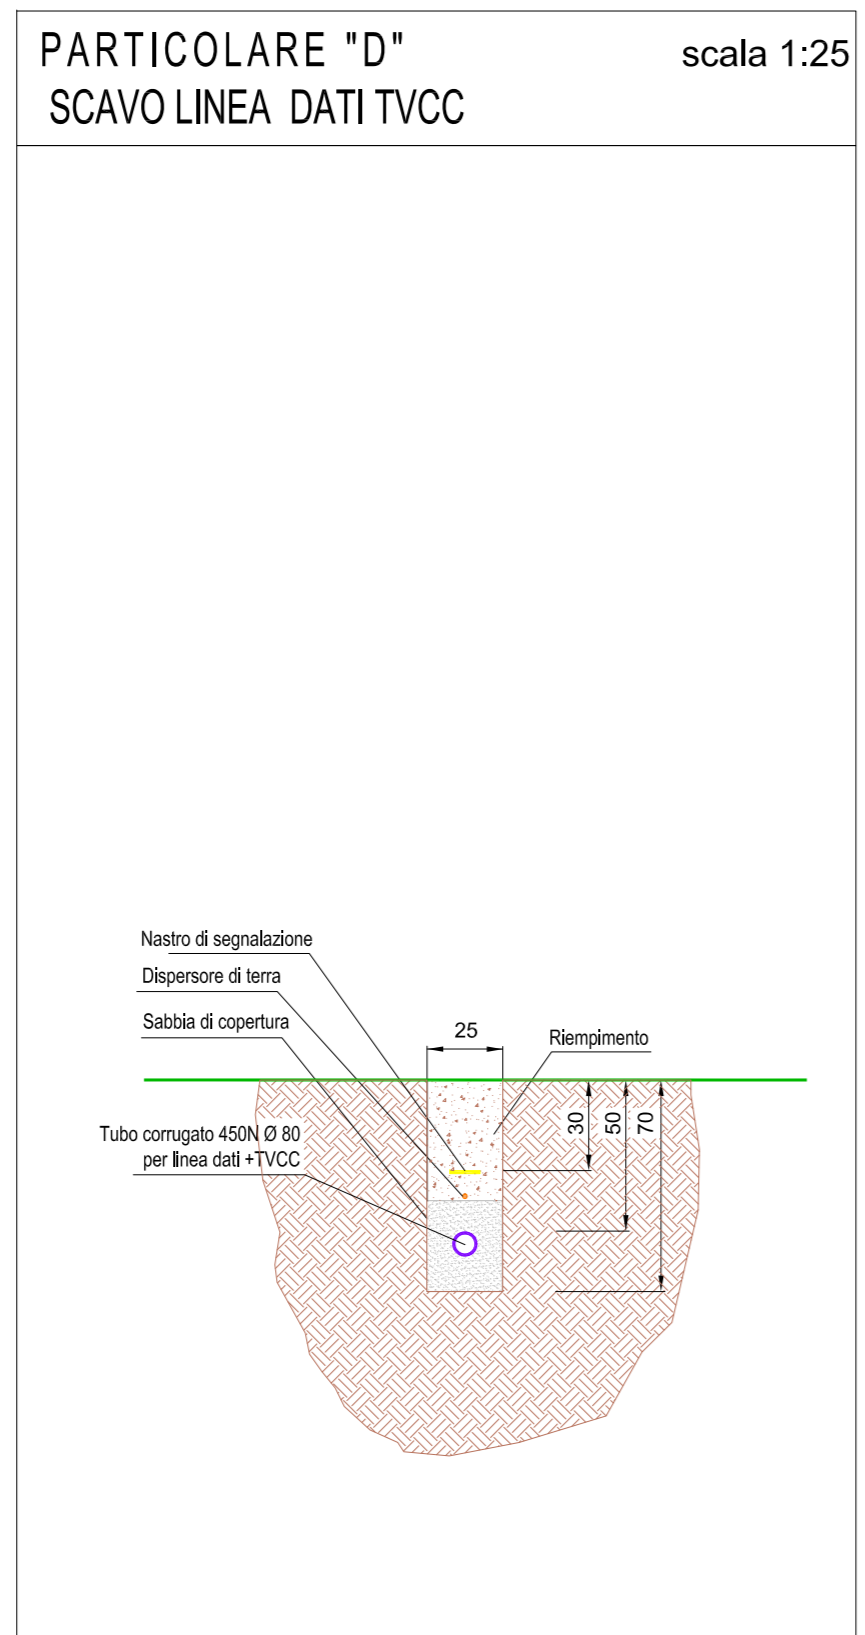 PARTICOLARE "D"
scala 1:25
SCAVO LINEA DATI TVCC
Nastro di segnalazione
Dispersore di terra
Sabbia di copertura
25
Riempimento
30
50
70
Tubo corrugato 450N Ø 80
per linea dati +TVCC